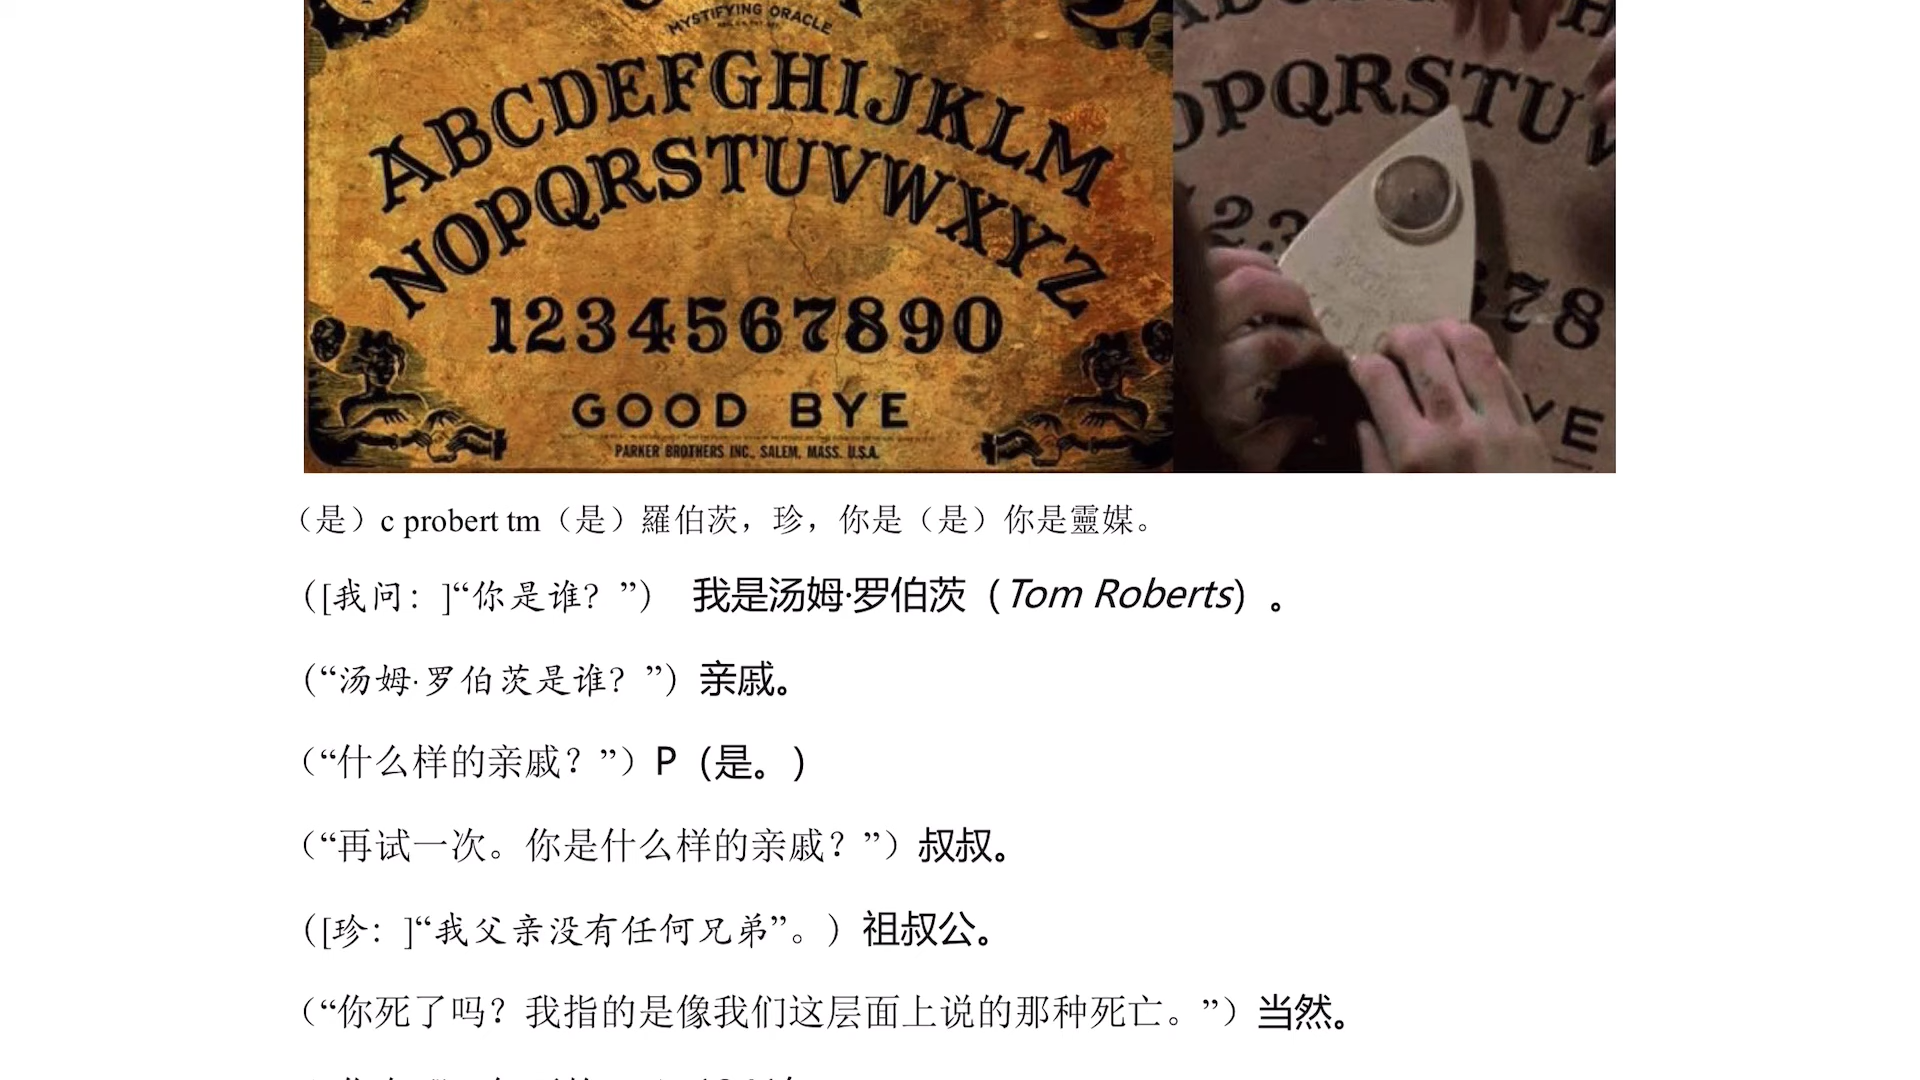 MYSTIFYING ORACLE
ABCDEFGHIJKLM
NOPQRSTUVWXYZ
1234567890
GOOD BYE
PARKER BROTHERS INC., SALEM, MASS. U.S.A.
OPQRSTUV
123
78
YE
（是）c probert tm（是）羅伯茨，珍，你是（是）你是靈媒。
（[我问：]“你是谁？”） 我是汤姆·罗伯茨（Tom Roberts）。
（“汤姆·罗伯茨是谁？”）亲戚。
（“什么样的亲戚？”）P（是。）
（“再试一次。你是什么样的亲戚？”）叔叔。
（[珍：]“我父亲没有任何兄弟”。）祖叔公。
（“你死了吗？我指的是像我们这层面上说的那种死亡。”）当然。